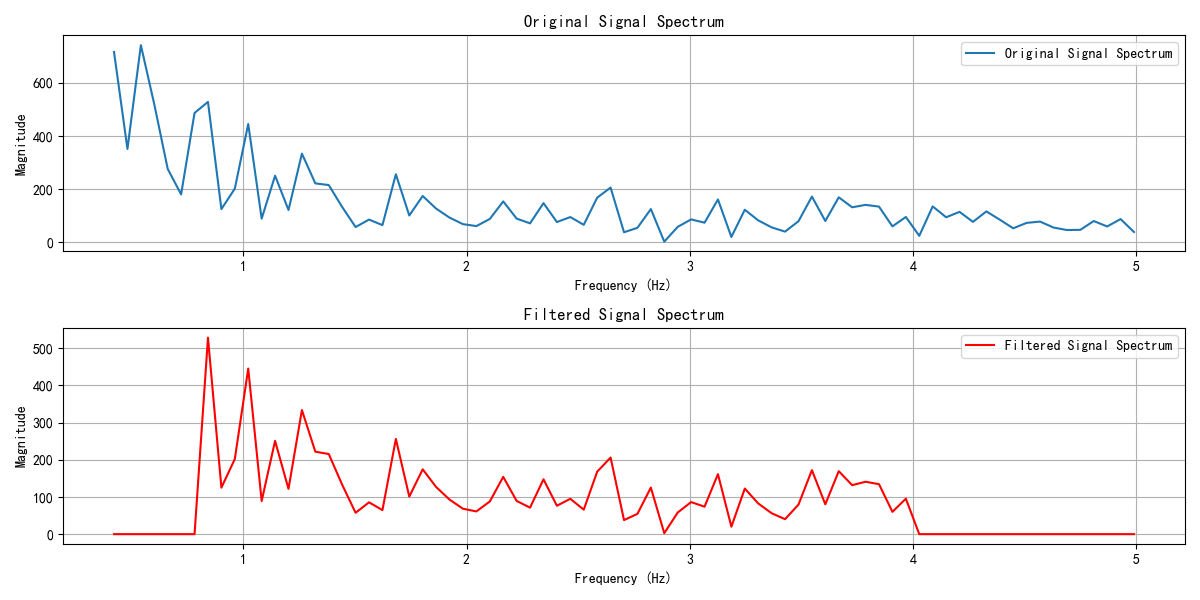 Original Signal Spectrum
Original Signal Spectrum
Magnitude
600
400
200
0
1 2 3 4 5
Frequency (Hz)
Filtered Signal Spectrum
Filtered Signal Spectrum
Magnitude
500
400
300
200
100
0
1 2 3 4 5
Frequency (Hz)